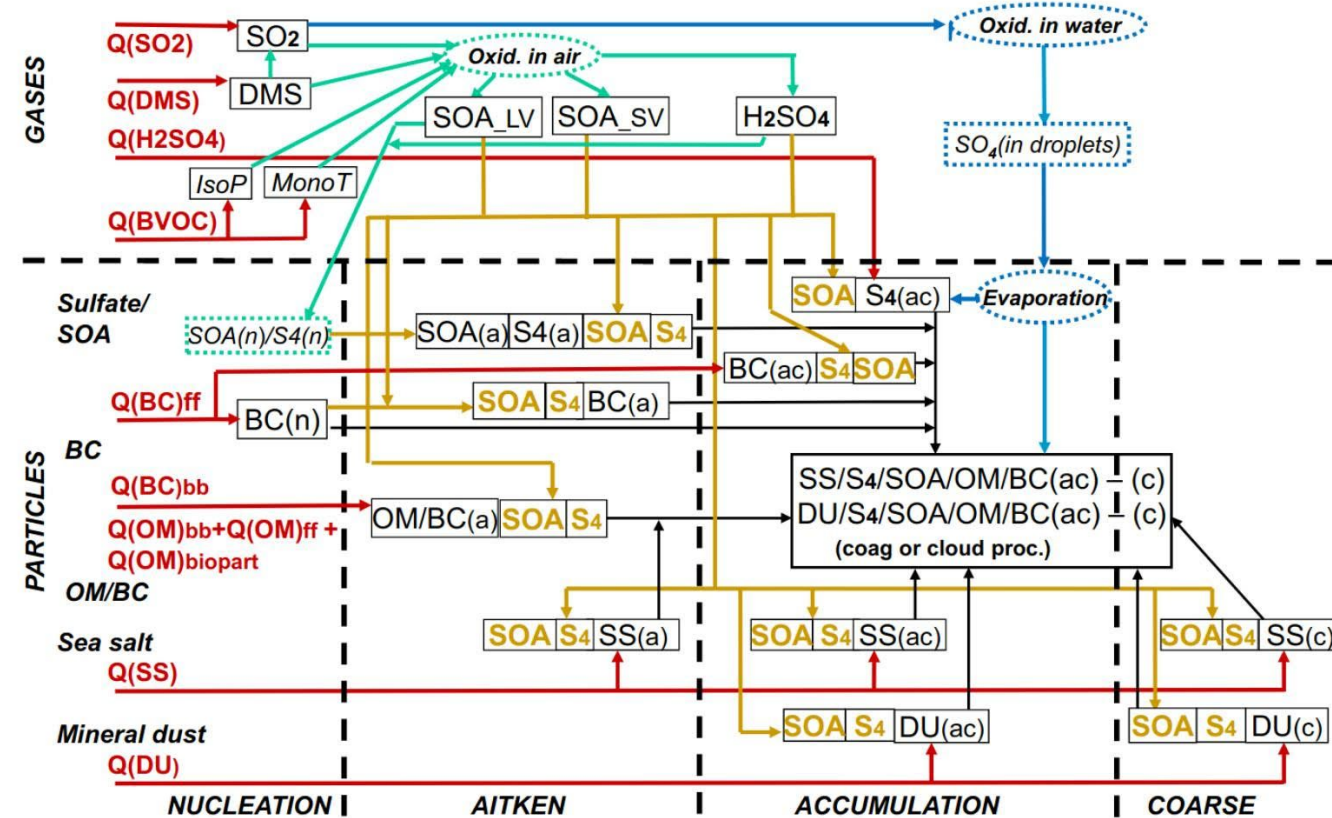 GASES
Q(SO2)
SO2
Oxid. in air
Oxid. in water
Q(DMS)
DMS
Q(H2SO4)
SOA_LV
SOA_SV
H2SO4
SO4(in droplets)
IsoP
MonoT
Q(BVOC)
PARTICLES
Sulfate/
SOA
SOA(n)/S4(n)
SOA(a) S4(a) SOA S4
SOA S4(ac)
Evaporation
BC(ac) S4 SOA
Q(BC)ff
BC(n)
SOA S4 BC(a)
BC
Q(BC)bb
Q(OM)bb+Q(OM)ff +
Q(OM)biopart
OM/BC(a) SOA S4
SS/S4/SOA/OM/BC(ac) – (c)
DU/S4/SOA/OM/BC(ac) – (c)
(coag or cloud proc.)
OM/BC
Sea salt
Q(SS)
SOA S4 SS(a)
SOA S4 SS(ac)
SOA S4 SS(c)
Mineral dust
Q(DU)
SOA S4 DU(ac)
SOA S4 DU(c)
NUCLEATION
AITKEN
ACCUMULATION
COARSE